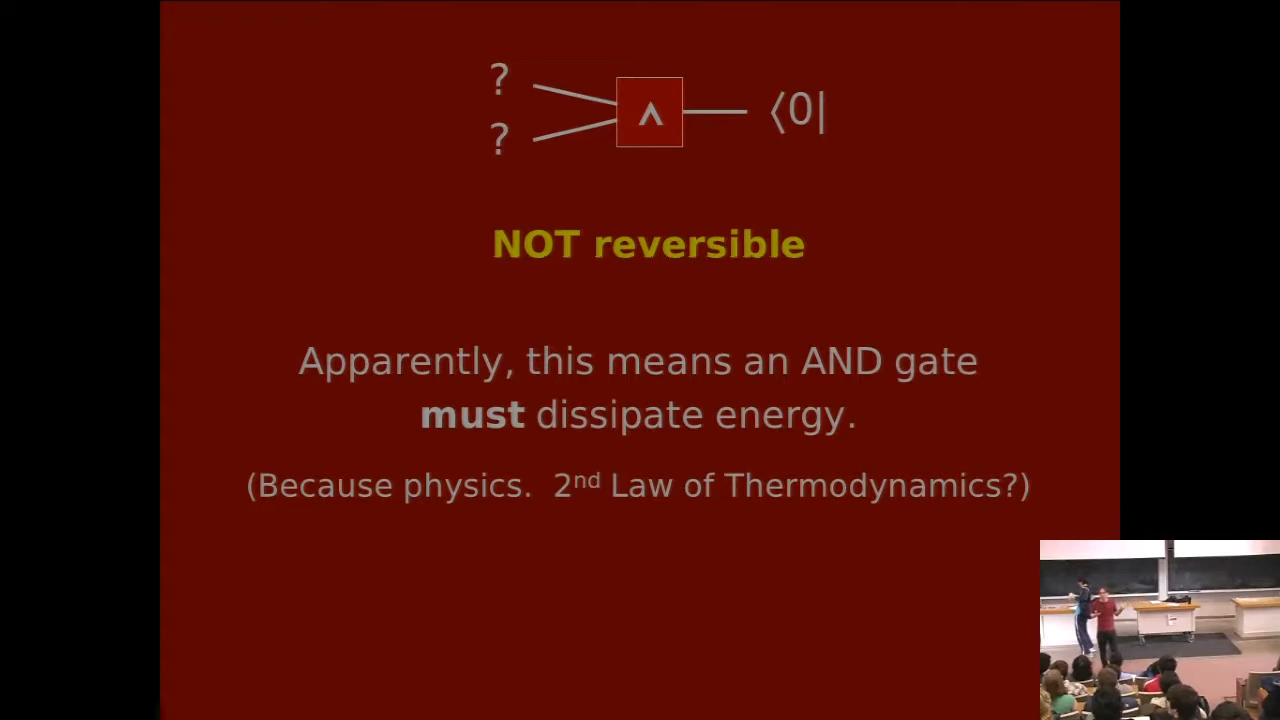 ?
?
∧
⟨0|
NOT reversible
Apparently, this means an AND gate
must dissipate energy.
(Because physics. 2nd Law of Thermodynamics?)